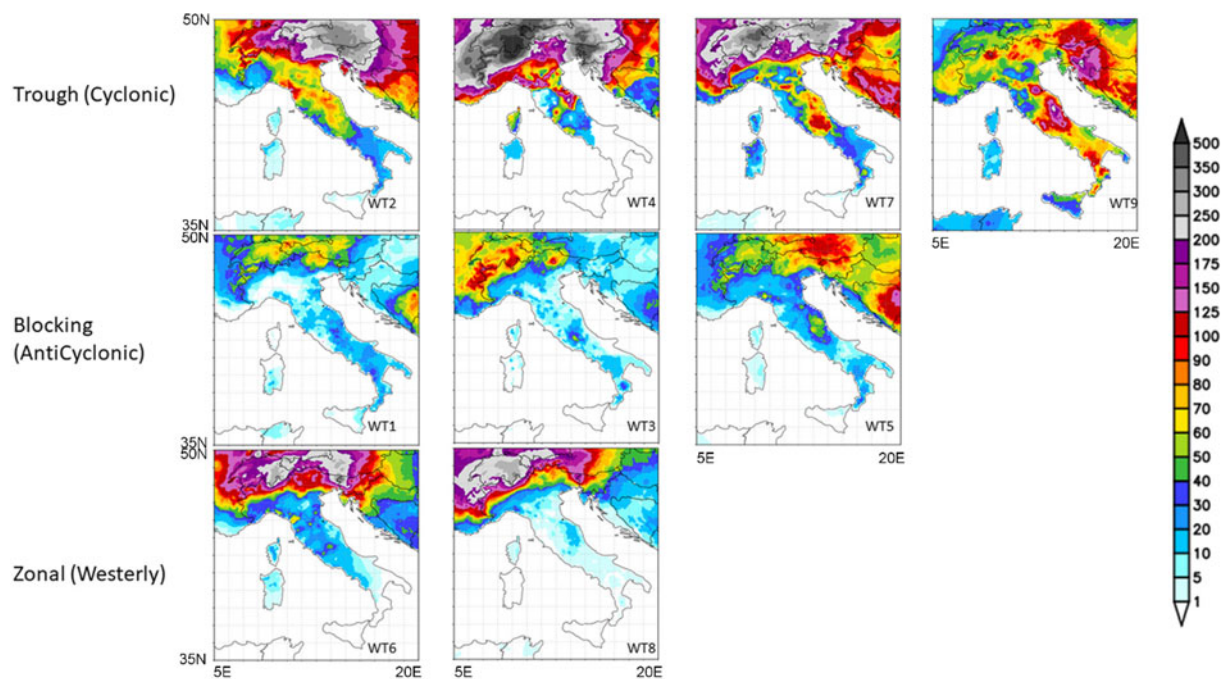 50N
Trough (Cyclonic)
WT2
WT4
WT7
WT9
35N
5E
20E
50N
Blocking
(AntiCyclonic)
WT1
WT3
WT5
35N
5E
20E
50N
Zonal (Westerly)
WT6
WT8
35N
5E
20E
5E
20E
500
350
300
250
200
175
150
125
100
90
80
70
60
50
40
30
20
10
5
1